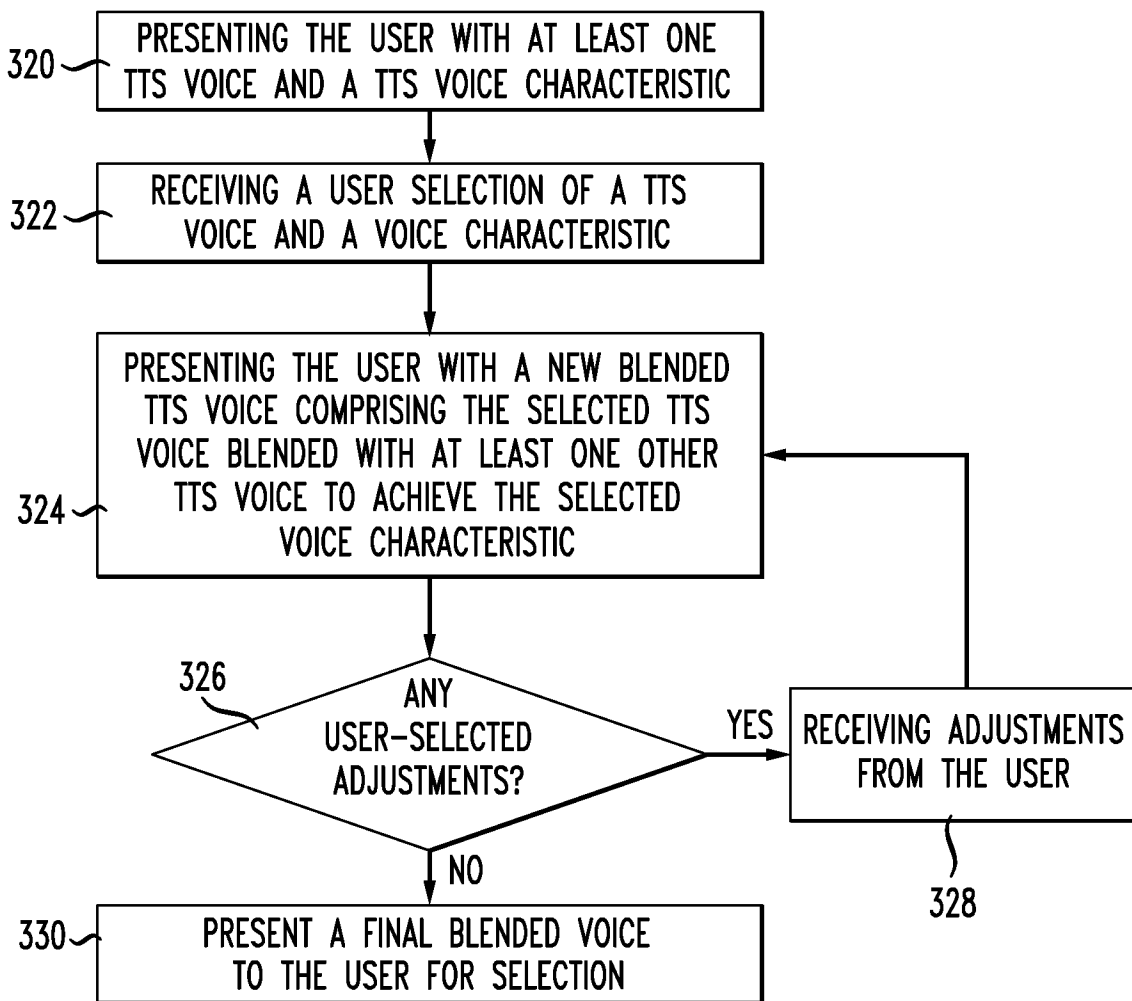 320
PRESENTING THE USER WITH AT LEAST ONE
TTS VOICE AND A TTS VOICE CHARACTERISTIC
322
RECEIVING A USER SELECTION OF A TTS
VOICE AND A VOICE CHARACTERISTIC
324
PRESENTING THE USER WITH A NEW BLENDED
TTS VOICE COMPRISING THE SELECTED TTS
VOICE BLENDED WITH AT LEAST ONE OTHER
TTS VOICE TO ACHIEVE THE SELECTED
VOICE CHARACTERISTIC
326
ANY
USER-SELECTED
ADJUSTMENTS?
YES
RECEIVING ADJUSTMENTS
FROM THE USER
328
NO
330
PRESENT A FINAL BLENDED VOICE
TO THE USER FOR SELECTION